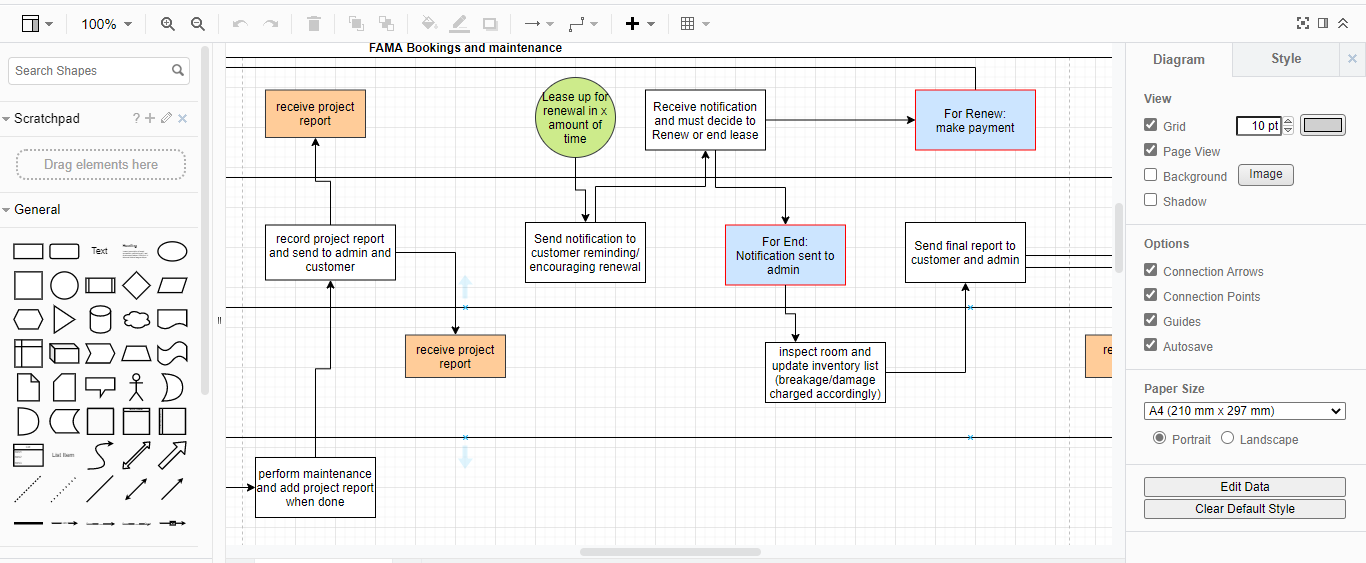 100%
FAMA Bookings and maintenance
Search Shapes
Scratchpad
?
Drag elements here
General
Text
Heading
List Item
receive project
report
Lease up for
renewal in x
amount of
time
Receive notification
and must decide to
Renew or end lease
For Renew:
make payment
record project report
and send to admin and
customer
Send notification to
customer reminding/
encouraging renewal
For End:
Notification sent to
admin
Send final report to
customer and admin
receive project
report
inspect room and
update inventory list
(breakage/damage
charged accordingly)
re
perform maintenance
and add project report
when done
Diagram
Style
View
Grid
10 pt
Page View
Background
Image
Shadow
Options
Connection Arrows
Connection Points
Guides
Autosave
Paper Size
A4 (210 mm x 297 mm)
Portrait
Landscape
Edit Data
Clear Default Style